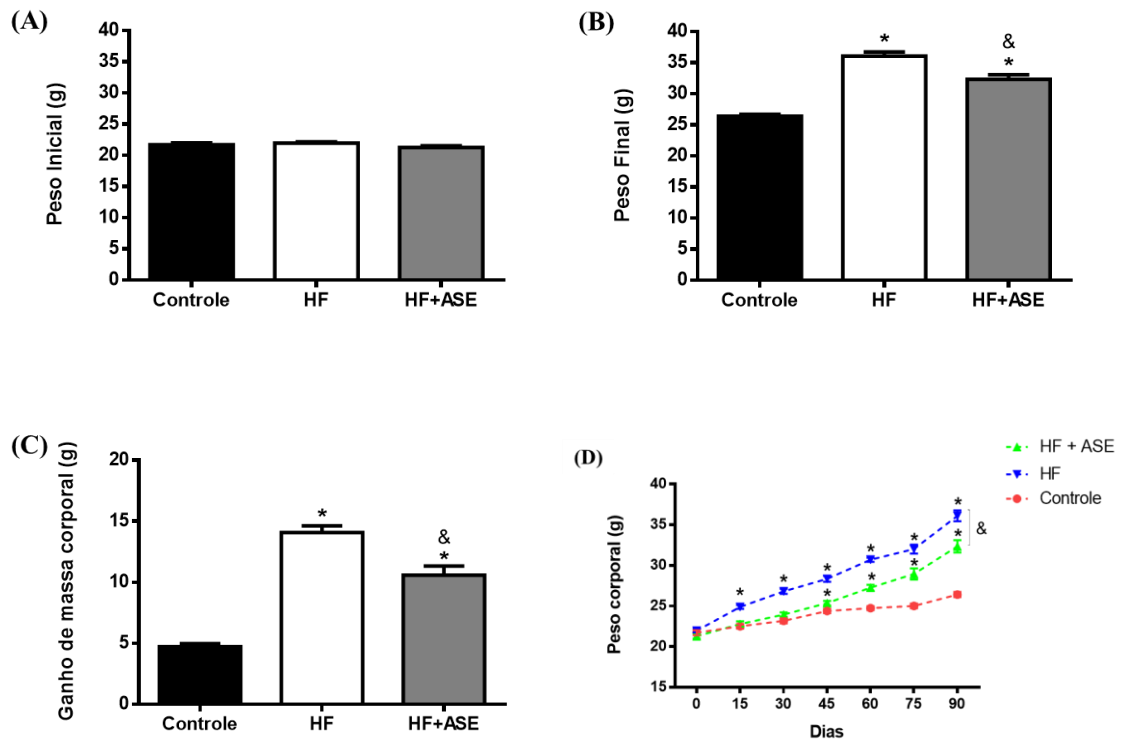 (A)
Peso Inicial (g)
40
35
30
25
20
15
10
5
0
Controle HF HF+ASE
(B)
Peso Final (g)
40
35
30
25
20
15
10
5
0
*
&
*
Controle HF HF+ASE
(C)
Ganho de massa corporal (g)
20
15
10
5
0
*
&
*
Controle HF HF+ASE
(D)
HF + ASE
HF
Controle
Peso corporal (g)
40
35
30
25
20
15
* * * * * *
* * * *
&
0 15 30 45 60 75 90
Dias